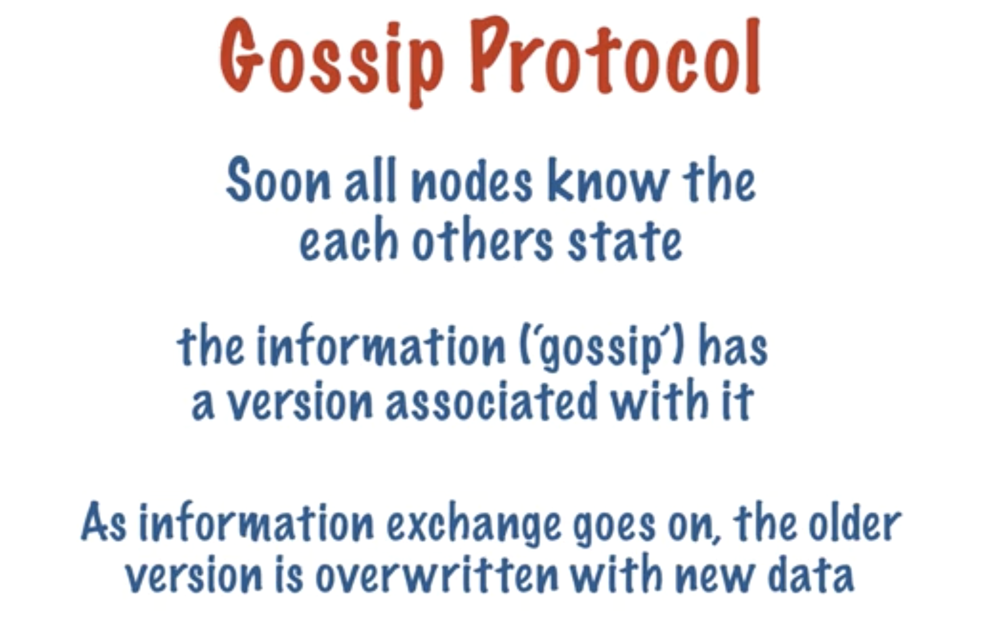 Gossip Protocol
Soon all nodes know the
each others state
the information (‘gossip’) has
a version associated with it
As information exchange goes on, the older
version is overwritten with new data